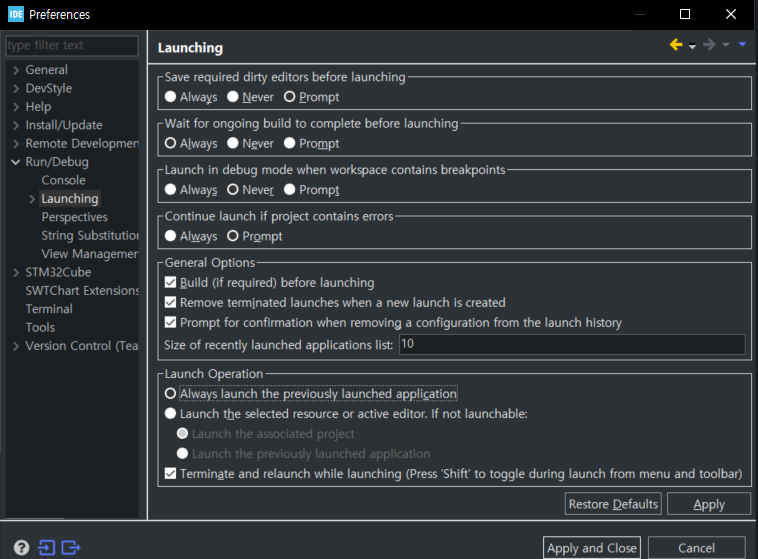 IDE Preferences
type filter text
General
DevStyle
Help
Install/Update
Remote Developmen
Run/Debug
Console
Launching
Perspectives
String Substitution
View Managemer
STM32Cube
SWTChart Extensions
Terminal
Tools
Version Control (Tea
Launching
Save required dirty editors before launching
Always Never Prompt
Wait for ongoing build to complete before launching
Always Never Prompt
Launch in debug mode when workspace contains breakpoints
Always Never Prompt
Continue launch if project contains errors
Always Prompt
General Options
Build (if required) before launching
Remove terminated launches when a new launch is created
Prompt for confirmation when removing a configuration from the launch history
Size of recently launched applications list: 10
Launch Operation
Always launch the previously launched application
Launch the selected resource or active editor. If not launchable:
Launch the associated project
Launch the previously launched application
Terminate and relaunch while launching (Press 'Shift' to toggle during launch from menu and toolbar)
Restore Defaults Apply
? Apply and Close Cancel